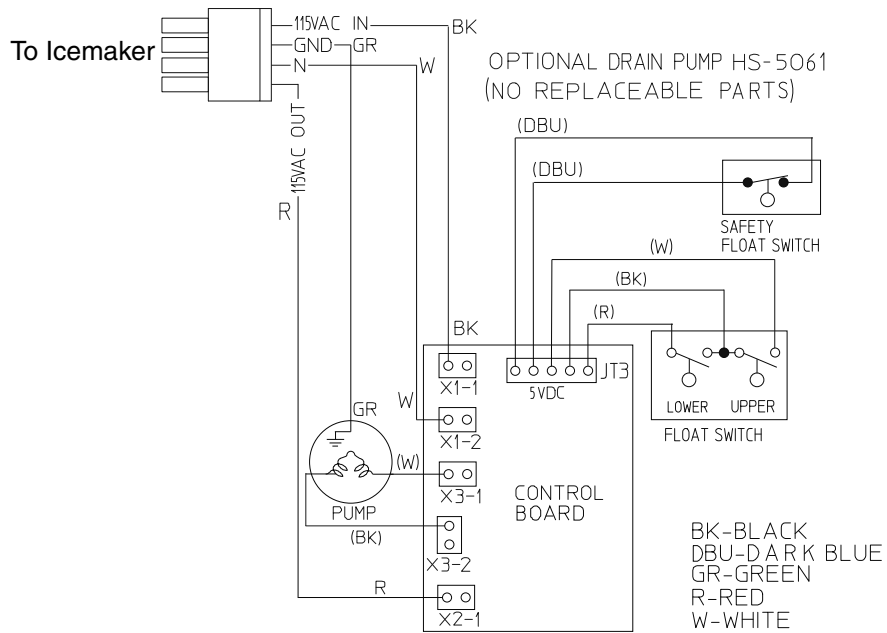 To Icemaker
115VAC IN
BK
GND
GR
N
W
115VAC OUT
R
OPTIONAL DRAIN PUMP HS-5061
(NO REPLACEABLE PARTS)
(DBU)
(DBU)
SAFETY
FLOAT SWITCH
(W)
(BK)
(R)
BK
JT3
5VDC
X1-1
LOWER
UPPER
FLOAT SWITCH
GR
W
X1-2
(W)
X3-1
CONTROL
BOARD
PUMP
(BK)
X3-2
R
X2-1
BK-BLACK
DBU-DARK BLUE
GR-GREEN
R-RED
W-WHITE